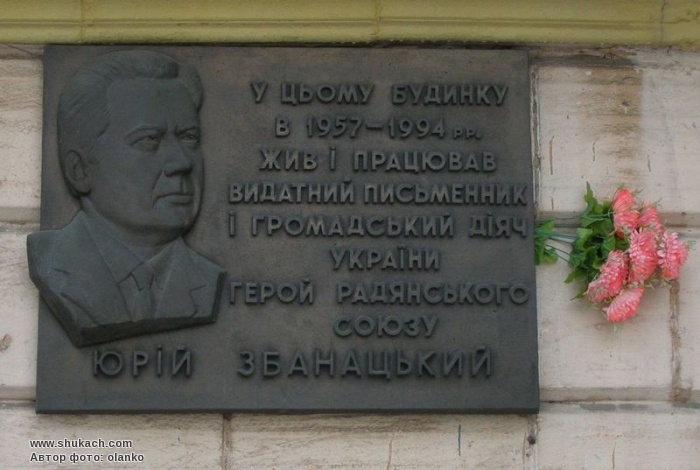 У ЦЬОМУ БУДИНКУ
В 1957–1994 рр.
ЖИВ І ПРАЦЮВАВ
ВИДАТНИЙ ПИСЬМЕННИК
І ГРОМАДСЬКИЙ ДІЯЧ
УКРАЇНИ
ГЕРОЙ РАДЯНСЬКОГО
СОЮЗУ
ЮРІЙ ЗБАНАЦЬКИЙ
www.shukach.com
Автор фото: olanko